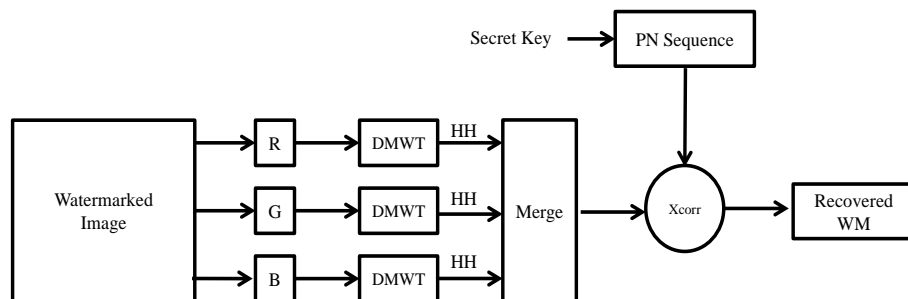 Secret Key
PN Sequence
Watermarked
Image
R
DMWT
HH
G
DMWT
HH
B
DMWT
HH
Merge
Xcorr
Recovered
WM